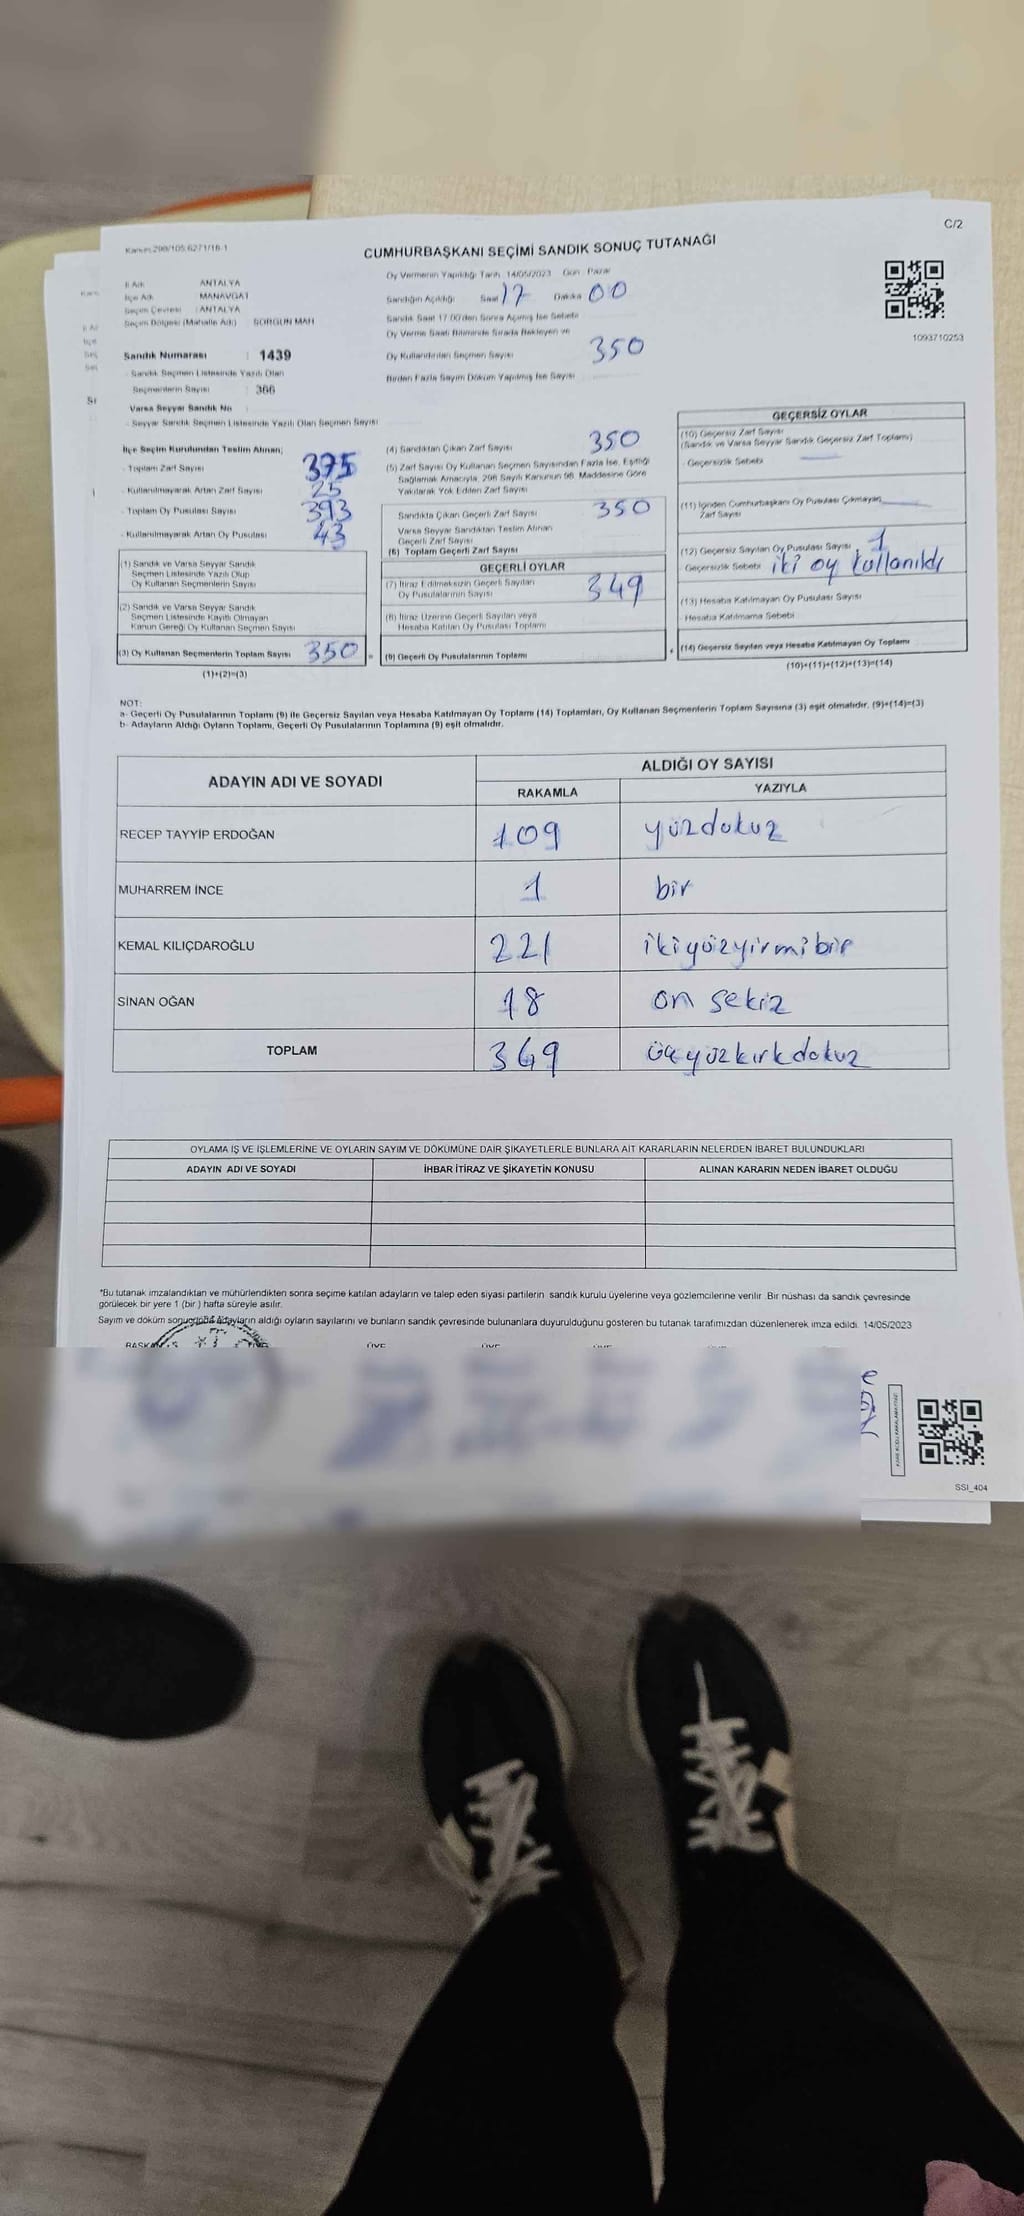 C/2
Kanun:298/105,6271/16-1
CUMHURBAŞKANI SEÇİMİ SANDIK SONUÇ TUTANAĞI
Oy Vermenin Yapıldığı Tarih 14/05/2023 Gün Pazar
İl Adı ANTALYA
İlçe Adı MANAVGAT
Seçim Çevresi ANTALYA
Seçim Bölgesi (Mahalle Adı) SORGUN MAH
Sandığın Açıldığı Saat 17 Dakika 00
Sandık Saat 17.00'den Sonra Açılmış İse Sebebi
Oy Verme Saati Bitiminde Sırada Bekleyen ve
Oy Kullandırılan Seçmen Sayısı 350
Birden Fazla Sayım Döküm Yapılmış İse Sayısı
1093710253
Sandık Numarası : 1439
Sandık Seçmen Listesinde Yazılı Olan
Seçmenlerin Sayısı : 366
Varsa Seyyar Sandık No
- Seyyar Sandık Seçmen Listesinde Yazılı Olan Seçmen Sayısı
İlçe Seçim Kurulundan Teslim Alınan;
- Toplam Zarf Sayısı 375
- Kullanılmayarak Artan Zarf Sayısı 25
- Toplam Oy Pusulası Sayısı 393
- Kullanılmayarak Artan Oy Pusulası 43
(1) Sandık ve Varsa Seyyar Sandık
Seçmen Listesinde Yazılı Olup
Oy Kullanan Seçmenlerin Sayısı
(2) Sandık ve Varsa Seyyar Sandık
Seçmen Listesinde Kayıtlı Olmayan
Kanun Gereği Oy Kullanan Seçmen Sayısı
(3) Oy Kullanan Seçmenlerin Toplam Sayısı 350
(1)+(2)=(3)
(4) Sandıktan Çıkan Zarf Sayısı 350
(5) Zarf Sayısı Oy Kullanan Seçmen Sayısından Fazla İse, Eşitliği
Sağlamak Amacıyla, 298 Sayılı Kanunun 98. Maddesine Göre
Yakılarak Yok Edilen Zarf Sayısı
Sandıkta Çıkan Geçerli Zarf Sayısı 350
Varsa Seyyar Sandıktan Teslim Alınan
Geçerli Zarf Sayısı
(6) Toplam Geçerli Zarf Sayısı
GEÇERLİ OYLAR
(7) İtiraz Edilmeksizin Geçerli Sayılan
Oy Pusulalarının Sayısı 349
(8) İtiraz Üzerine Geçerli Sayılan veya
Hesaba Katılan Oy Pusulası Toplamı
(9) Geçerli Oy Pusulalarının Toplamı
GEÇERSİZ OYLAR
(10) Geçersiz Zarf Sayısı
(Sandık ve Varsa Seyyar Sandık Geçersiz Zarf Toplamı)
- Geçersizlik Sebebi
(11) İçinden Cumhurbaşkanı Oy Pusulası Çıkmayan
Zarf Sayısı
(12) Geçersiz Sayılan Oy Pusulası Sayısı 1
Geçersizlik Sebebi iki oy kullanıldı
(13) Hesaba Katılmayan Oy Pusulası Sayısı
- Hesaba Katılmama Sebebi
(14) Geçersiz Sayılan veya Hesaba Katılmayan Oy Toplamı
(10)+(11)+(12)+(13)=(14)
NOT:
a- Geçerli Oy Pusulalarının Toplamı (9) ile Geçersiz Sayılan veya Hesaba Katılmayan Oy Toplamı (14) Toplamları, Oy Kullanan Seçmenlerin Toplam Sayısına (3) eşit olmalıdır. (9)+(14)=(3)
b- Adayların Aldığı Oyların Toplamı, Geçerli Oy Pusulalarının Toplamına (9) eşit olmalıdır.
ADAYIN ADI VE SOYADI ALDIĞI OY SAYISI
RAKAMLA YAZIYLA
RECEP TAYYİP ERDOĞAN 109 yüzdokuz
MUHARREM İNCE 1 bir
KEMAL KILIÇDAROĞLU 221 ikiyüzyirmibir
SİNAN OĞAN 18 on sekiz
TOPLAM 349 üçyüzkırkdokuz
OYLAMA İŞ VE İŞLEMLERİNE VE OYLARIN SAYIM VE DÖKÜMÜNE DAİR ŞİKAYETLERLE BUNLARA AİT KARARLARIN NELERDEN İBARET BULUNDUKLARI
ADAYIN ADI VE SOYADI İHBAR İTİRAZ VE ŞİKAYETİN KONUSU ALINAN KARARIN NEDEN İBARET OLDUĞU
*Bu tutanak imzalandıktan ve mühürlendikten sonra seçime katılan adayların ve talep eden siyasi partilerin sandık kurulu üyelerine veya gözlemcilerine verilir. Bir nüshası da sandık çevresinde
görülecek bir yere 1 (bir) hafta süreyle asılır.
Sayım ve döküm sonucunda adayların aldığı oyların sayılarını ve bunların sandık çevresinde bulunanlara duyurulduğunu gösteren bu tutanak tarafımızdan düzenlenerek imza edildi. 14/05/2023
SSI_404